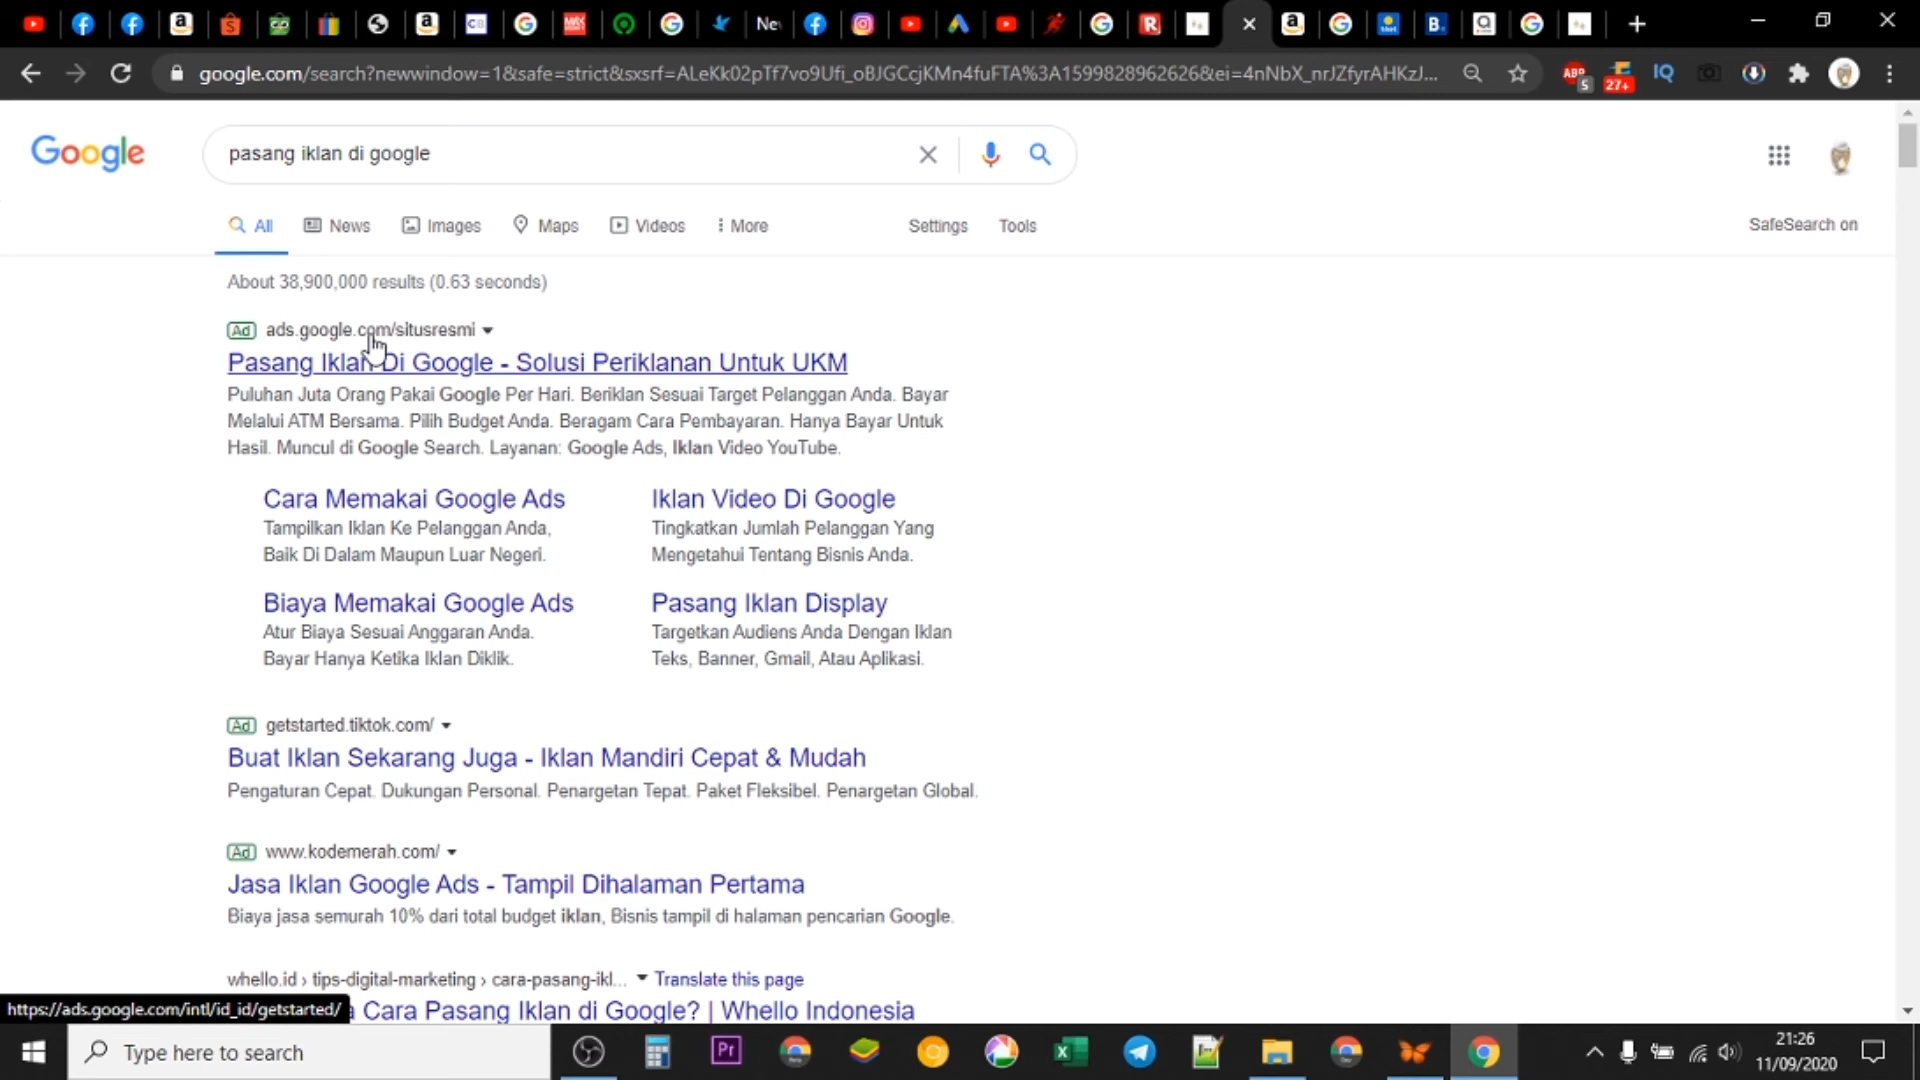 Ne
google.com/search?newwindow=1&safe=strict&sxsrf=ALeKk02pTf7vo9Ufi_oBJGCcjKMn4fuFTA%3A1599828962626&ei=4nNbX_nrJZfyrAHKzJ...
ABP
5
27+
IQ
Google
pasang iklan di google
All
News
Images
Maps
Videos
More
Settings
Tools
SafeSearch on
About 38,900,000 results (0.63 seconds)
Ad ads.google.com/situsresmi
Pasang Iklan Di Google - Solusi Periklanan Untuk UKM
Puluhan Juta Orang Pakai Google Per Hari. Beriklan Sesuai Target Pelanggan Anda. Bayar
Melalui ATM Bersama. Pilih Budget Anda. Beragam Cara Pembayaran. Hanya Bayar Untuk
Hasil. Muncul di Google Search. Layanan: Google Ads, Iklan Video YouTube.
Cara Memakai Google Ads
Tampilkan Iklan Ke Pelanggan Anda,
Baik Di Dalam Maupun Luar Negeri.
Iklan Video Di Google
Tingkatkan Jumlah Pelanggan Yang
Mengetahui Tentang Bisnis Anda.
Biaya Memakai Google Ads
Atur Biaya Sesuai Anggaran Anda.
Bayar Hanya Ketika Iklan Diklik.
Pasang Iklan Display
Targetkan Audiens Anda Dengan Iklan
Teks, Banner, Gmail, Atau Aplikasi.
Ad getstarted.tiktok.com/
Buat Iklan Sekarang Juga - Iklan Mandiri Cepat & Mudah
Pengaturan Cepat. Dukungan Personal. Penargetan Tepat. Paket Fleksibel. Penargetan Global.
Ad www.kodemerah.com/
Jasa Iklan Google Ads - Tampil Dihalaman Pertama
Biaya jasa semurah 10% dari total budget iklan, Bisnis tampil di halaman pencarian Google.
whello.id › tips-digital-marketing › cara-pasang-ikl... Translate this page
a Cara Pasang Iklan di Google? | Whello Indonesia
https://ads.google.com/intl/id_id/getstarted/
Type here to search
Pr
21:26
11/09/2020